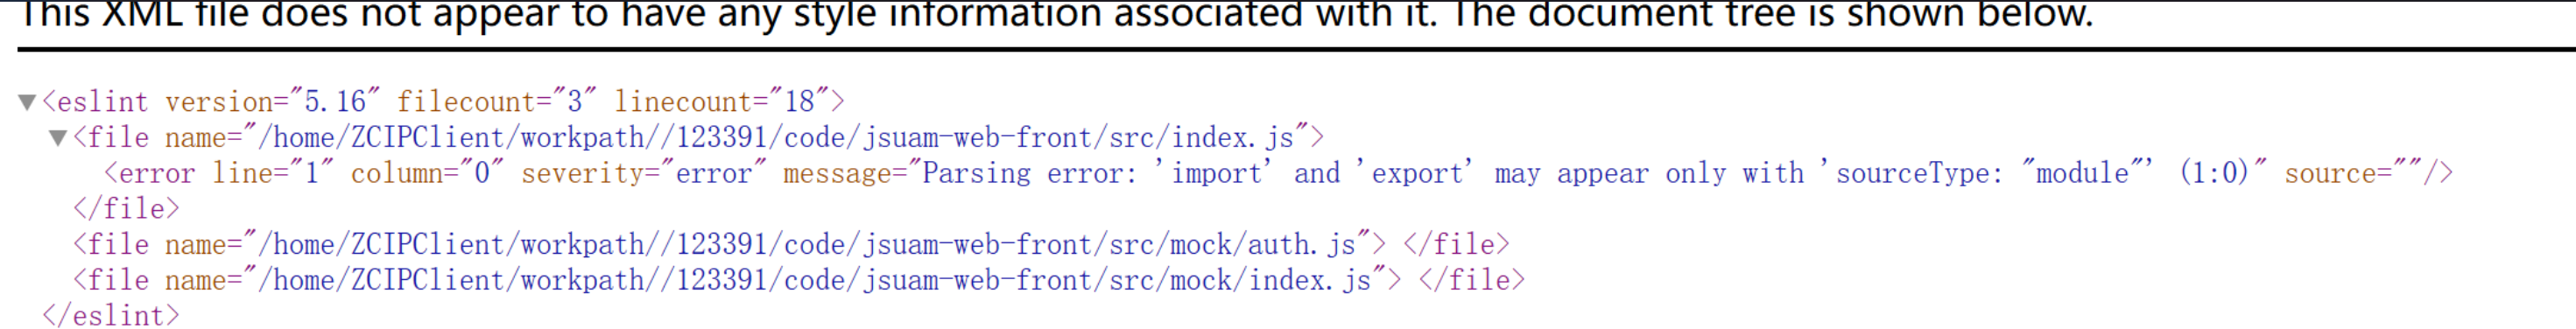 This XML file does not appear to have any style information associated with it. The document tree is shown below.
▼<eslint version="5.16" filecount="3" linecount="18">
▼<file name="/home/ZCIPClient/workpath//123391/code/jsuam-web-front/src/index.js">
<error line="1" column="0" severity="error" message="Parsing error: 'import' and 'export' may appear only with 'sourceType: "module"' (1:0)" source=""/>
</file>
<file name="/home/ZCIPClient/workpath//123391/code/jsuam-web-front/src/mock/auth.js"> </file>
<file name="/home/ZCIPClient/workpath//123391/code/jsuam-web-front/src/mock/index.js"> </file>
</eslint>